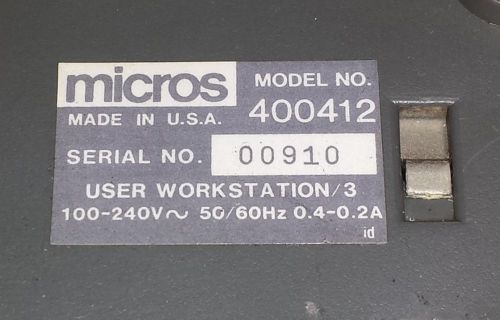 micros MODEL NO.
MADE IN U.S.A. 400412
SERIAL NO. 00910
USER WORKSTATION/3
100-240V~ 50/60Hz 0.4-0.2A
id